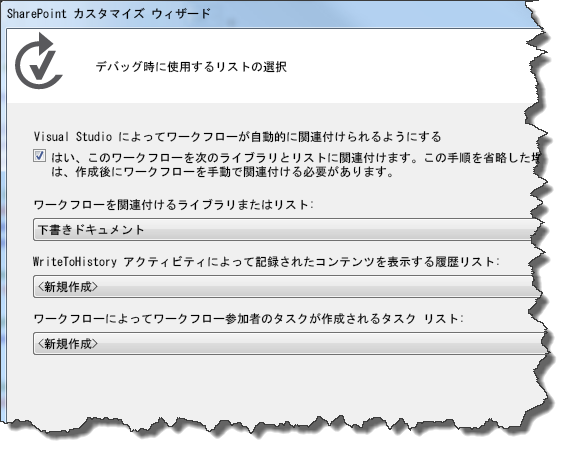 SharePoint カスタマイズ ウィザード
デバッグ時に使用するリストの選択
Visual Studio によってワークフローが自動的に関連付けられるようにする
はい、このワークフローを次のライブラリとリストに関連付けます。この手順を省略した
は、作成後にワークフローを手動で関連付ける必要があります。
ワークフローを関連付けるライブラリまたはリスト:
下書きドキュメント
WriteToHistory アクティビティによって記録されたコンテンツを表示する履歴リスト:
<新規作成>
ワークフローによってワークフロー参加者のタスクが作成されるタスク リスト:
<新規作成>